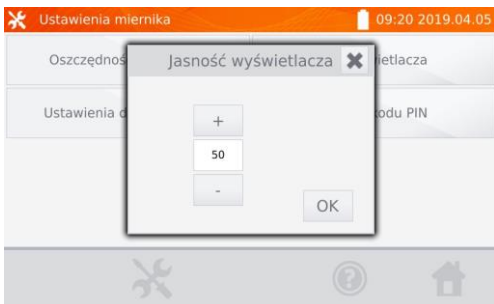 Ustawienia miernika
09:20 2019.04.05
Oszczędnoś
ietlacza
Jasność wyświetlacza
Ustawienia d
odu PIN
+
50
-
OK